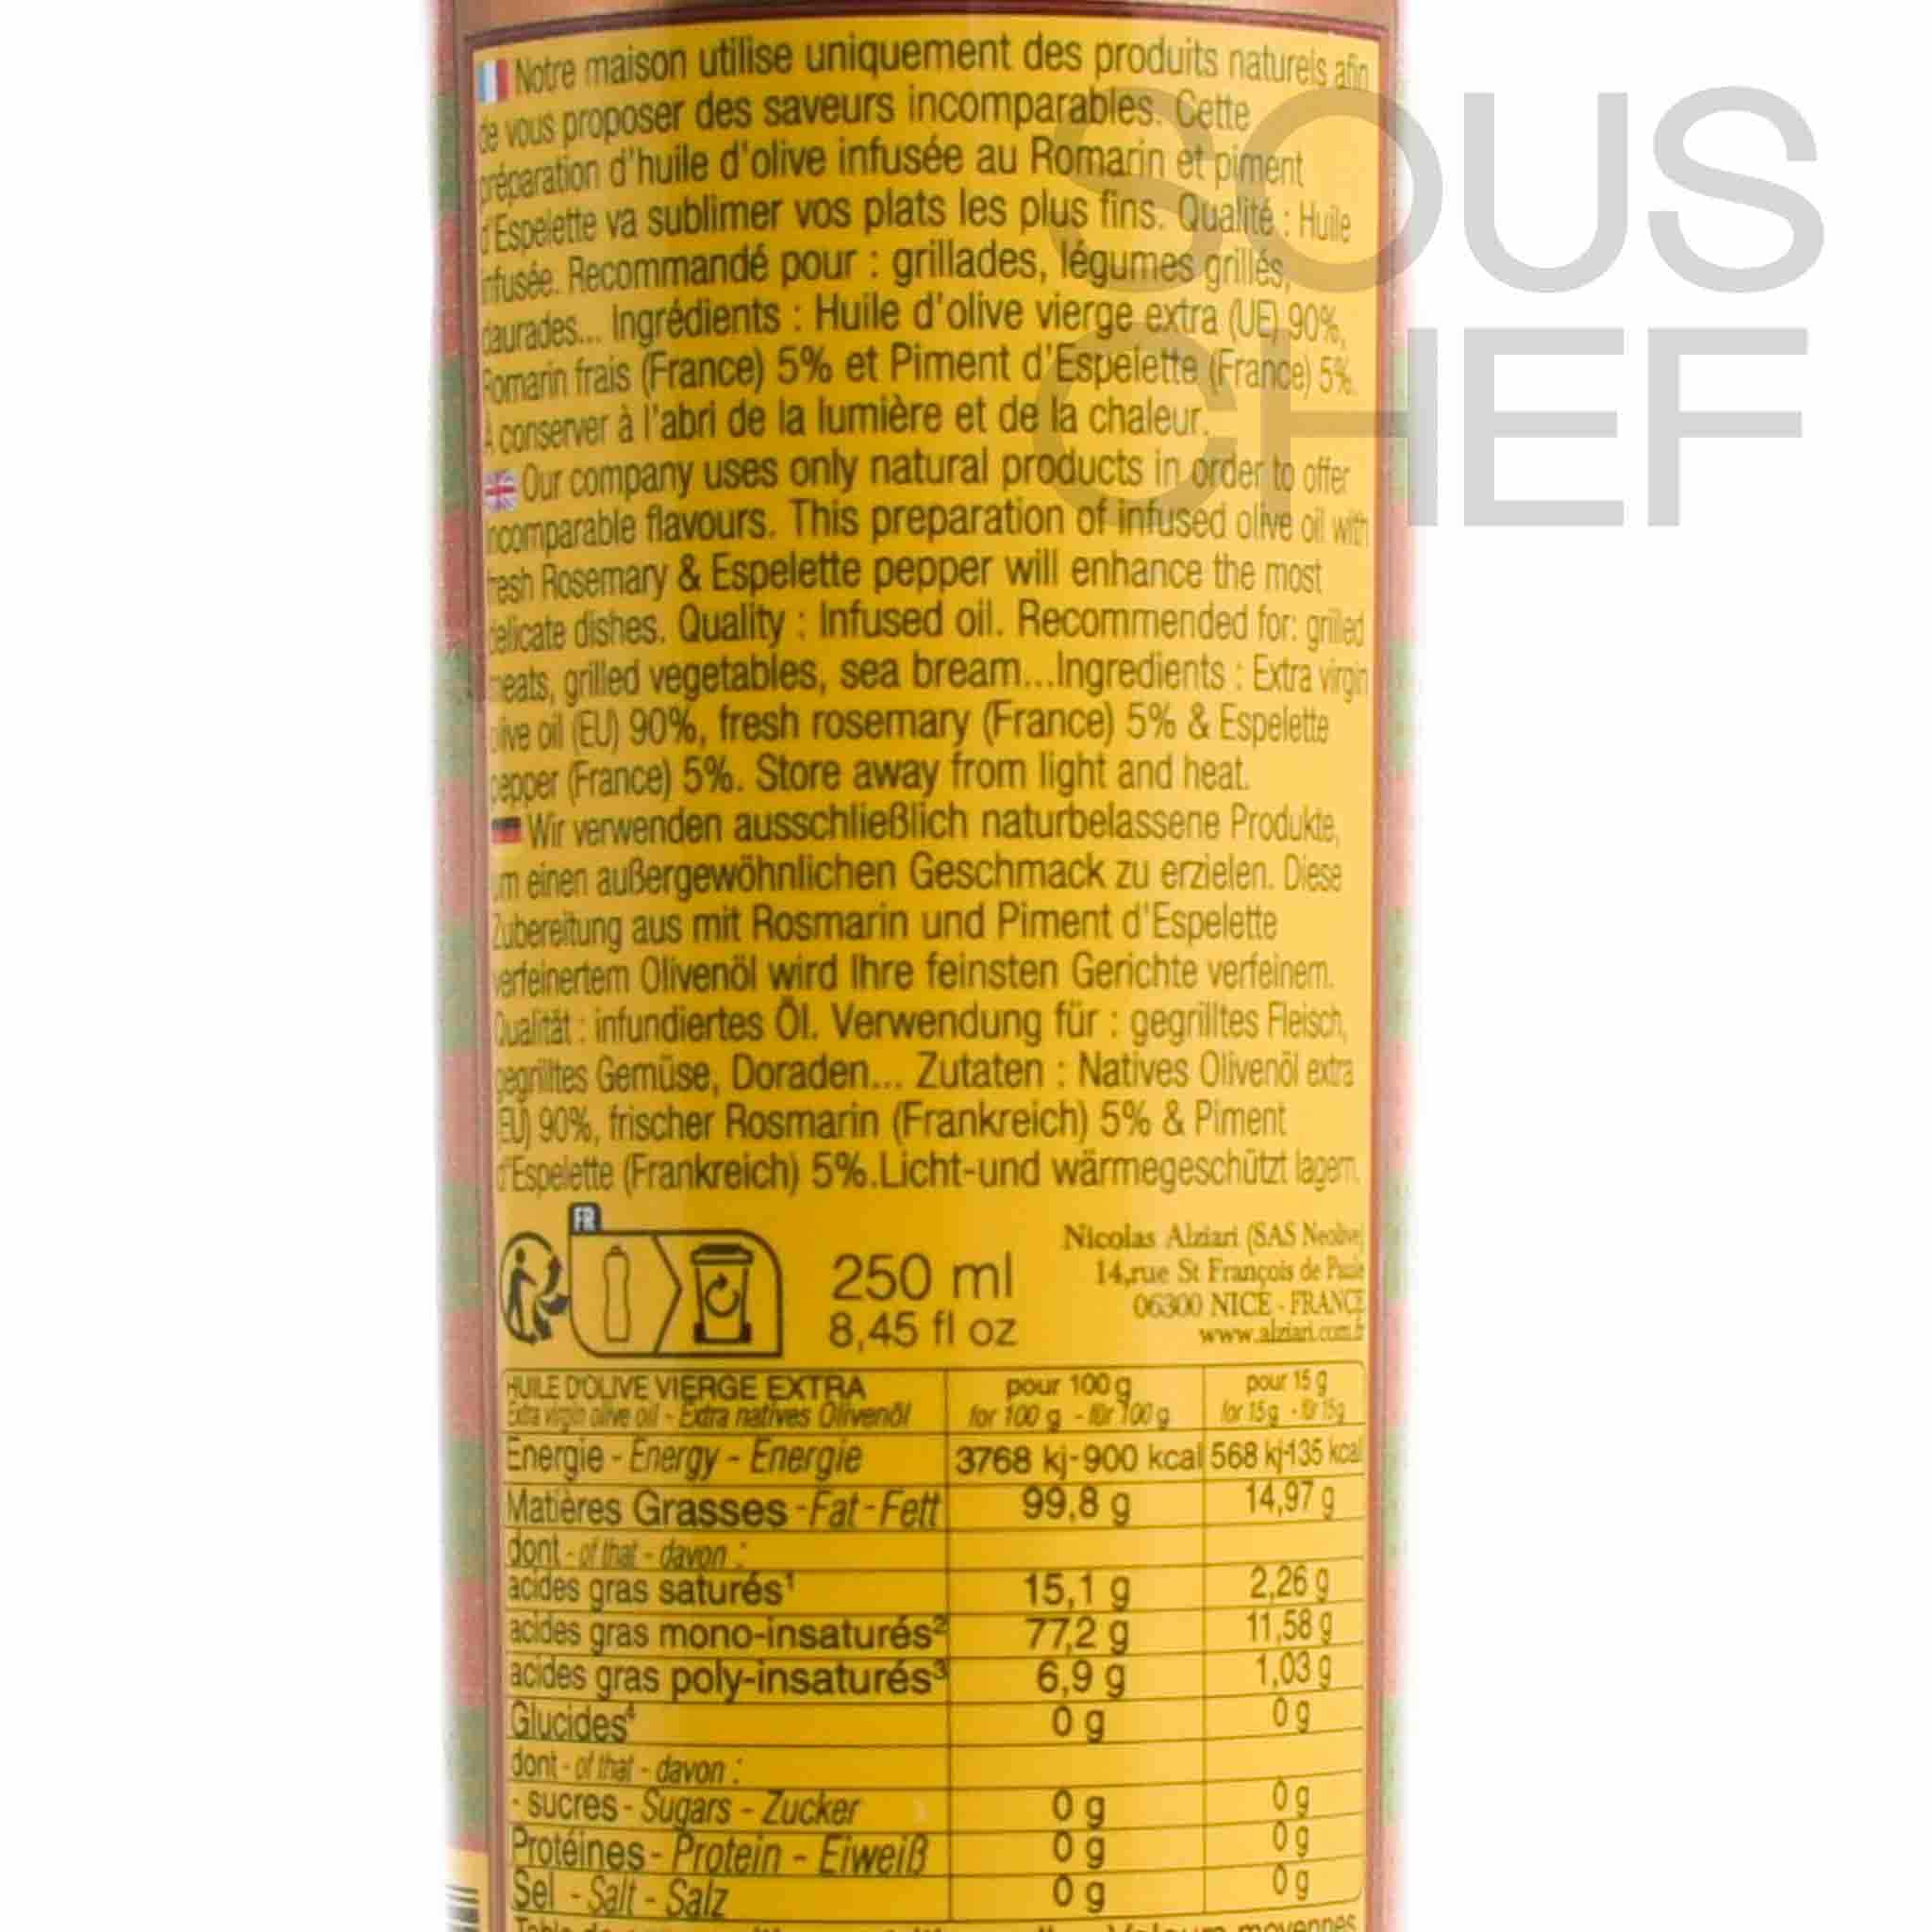 Notre maison utilise uniquement des produits naturels afin
de vous proposer des saveurs incomparables. Cette
préparation d'huile d'olive infusée au Romarin et piment
d'Espelette va sublimer vos plats les plus fins. Qualité : Huile
infusée. Recommandé pour : grillades, légumes grillés,
daurades... Ingrédients : Huile d'olive vierge extra (UE) 90%,
Romarin frais (France) 5% et Piment d'Espelette (France) 5%.
A conserver à l'abri de la lumière et de la chaleur.
Our company uses only natural products in order to offer
incomparable flavours. This preparation of infused olive oil with
fresh Rosemary & Espelette pepper will enhance the most
delicate dishes. Quality : Infused oil. Recommended for: grilled
meats, grilled vegetables, sea bream...Ingredients : Extra virgin
olive oil (EU) 90%, fresh rosemary (France) 5% & Espelette
pepper (France) 5%. Store away from light and heat.
Wir verwenden ausschließlich naturbelassene Produkte,
um einen außergewöhnlichen Geschmack zu erzielen. Diese
Zubereitung aus mit Rosmarin und Piment d'Espelette
verfeinertem Olivenöl wird Ihre feinsten Gerichte verfeinern.
Qualität : infundiertes Öl. Verwendung für : gegrilltes Fleisch,
gegrilltes Gemüse, Doraden... Zutaten : Natives Olivenöl extra
(EU) 90%, frischer Rosmarin (Frankreich) 5% & Piment
d'Espelette (Frankreich) 5%.Licht-und wärmegeschützt lagern.
FR
250 ml
8,45 fl oz
Nicolas Alziari (SAS Neolive)
14,rue St François de Paule
06300 NICE - FRANCE
www.alziari.com.fr
HUILE D'OLIVE VIERGE EXTRA pour 100 g pour 15 g
Extra virgin olive oil - Extra natives Olivenöl for 100 g - für 100 g for 15g - für 15g
Energie - Energy - Energie 3768 kj-900 kcal 568 kj-135 kcal
Matières Grasses - Fat - Fett 99,8 g 14,97 g
dont - of that - davon :
acides gras saturés¹ 15,1 g 2,26 g
acides gras mono-insaturés² 77,2 g 11,58 g
acides gras poly-insaturés³ 6,9 g 1,03 g
Glucides⁴ 0 g 0 g
dont - of that - davon :
- sucres - Sugars - Zucker 0 g 0 g
Protéines - Protein - Eiweiß 0 g 0 g
Sel - Salt - Salz 0 g 0 g
SOUS
CHEF